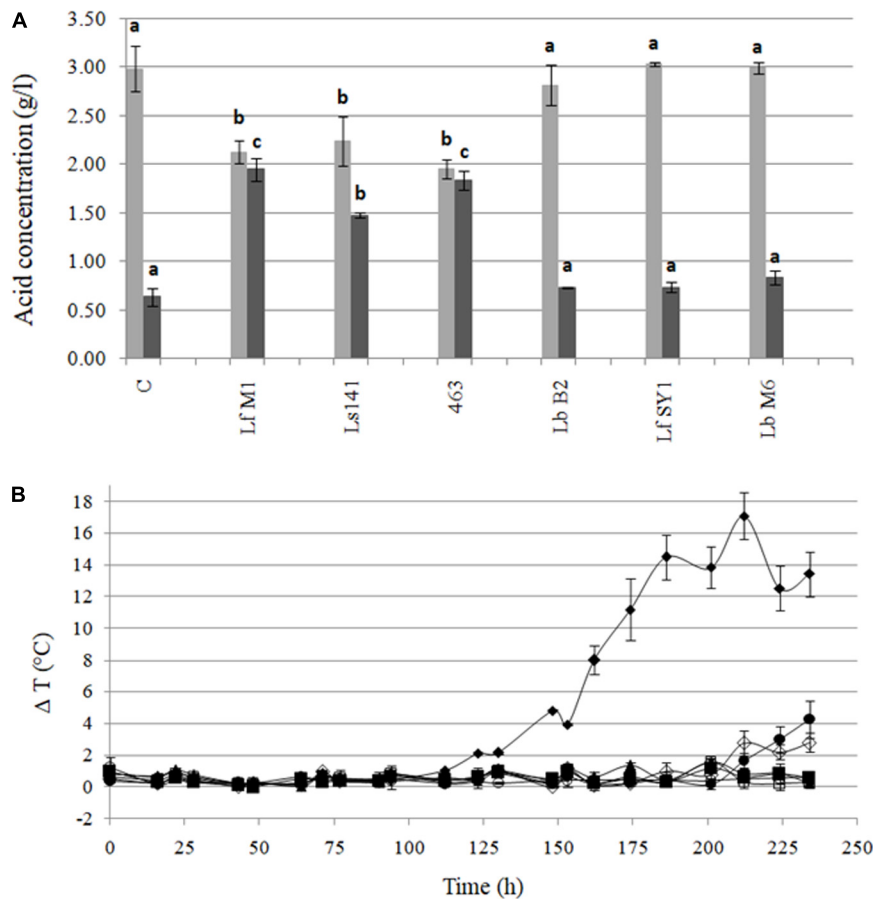 A
Acid concentration (g/l)
3.50
3.00
2.50
2.00
1.50
1.00
0.50
0.00
a
a
b
c
b
b
b
c
a
a
a
a
a
a
C
Lf M1
Ls141
463
Lb B2
Lf SY1
Lb M6
B
Δ T (°C)
18
16
14
12
10
8
6
4
2
0
-2
0 25 50 75 100 125 150 175 200 225 250
Time (h)